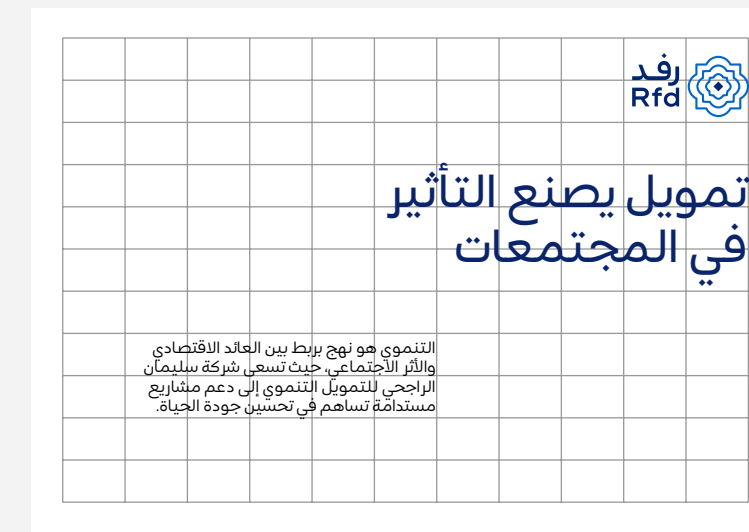 رفد
Rfd
تمويل يصنع التأثير
في المجتمعات
التنموي هو نهج يربط بين العائد الاقتصادي
والأثر الاجتماعي، حيث تسعى شركة سليمان
الراجحي للتمويل التنموي إلى دعم مشاريع
مستدامة تساهم في تحسين جودة الحياة.